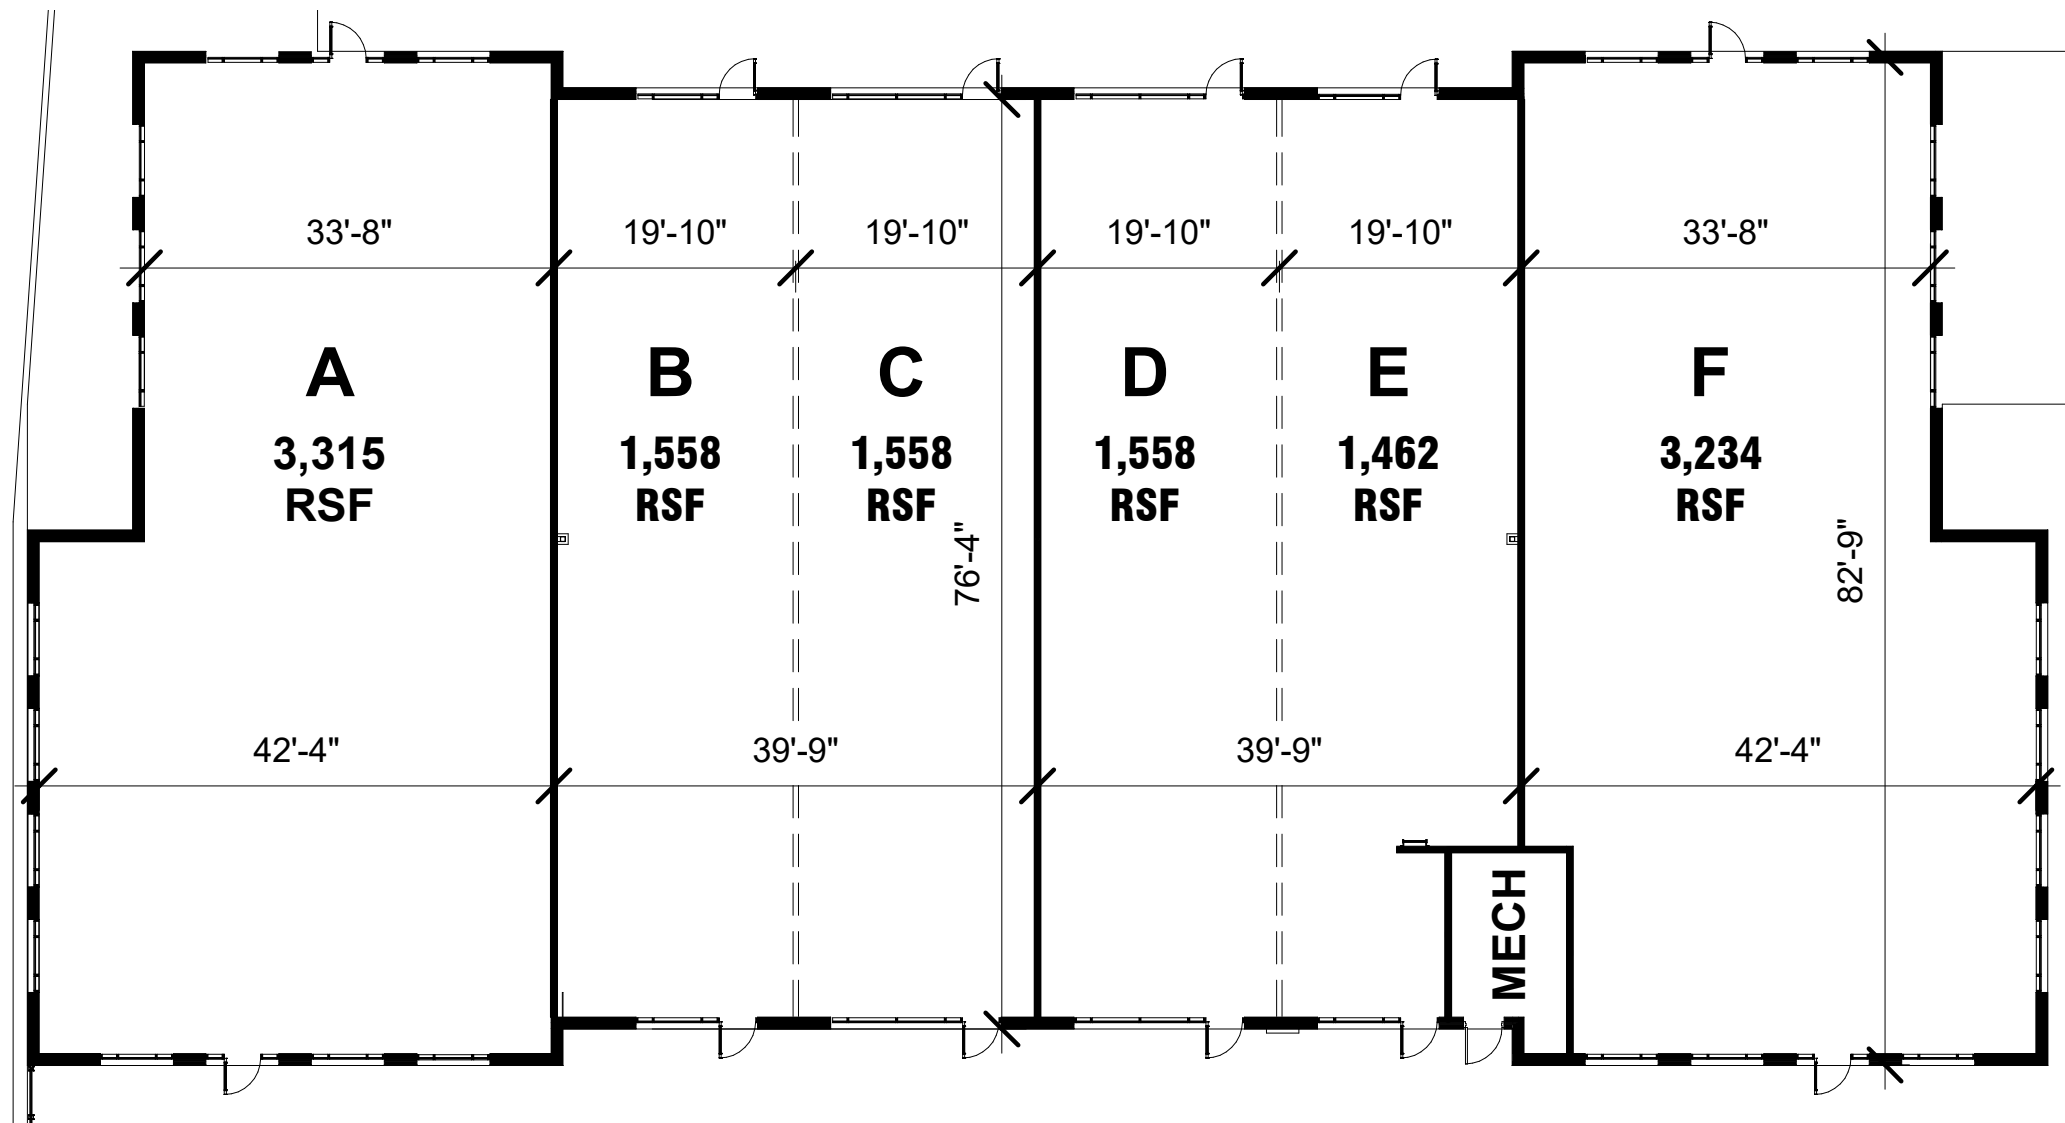 33'-8"
19'-10"
19'-10"
19'-10"
19'-10"
33'-8"
A
3,315
RSF
B
1,558
RSF
C
1,558
RSF
D
1,558
RSF
E
1,462
RSF
F
3,234
RSF
76'-4"
82'-9"
42'-4"
39'-9"
39'-9"
42'-4"
MECH